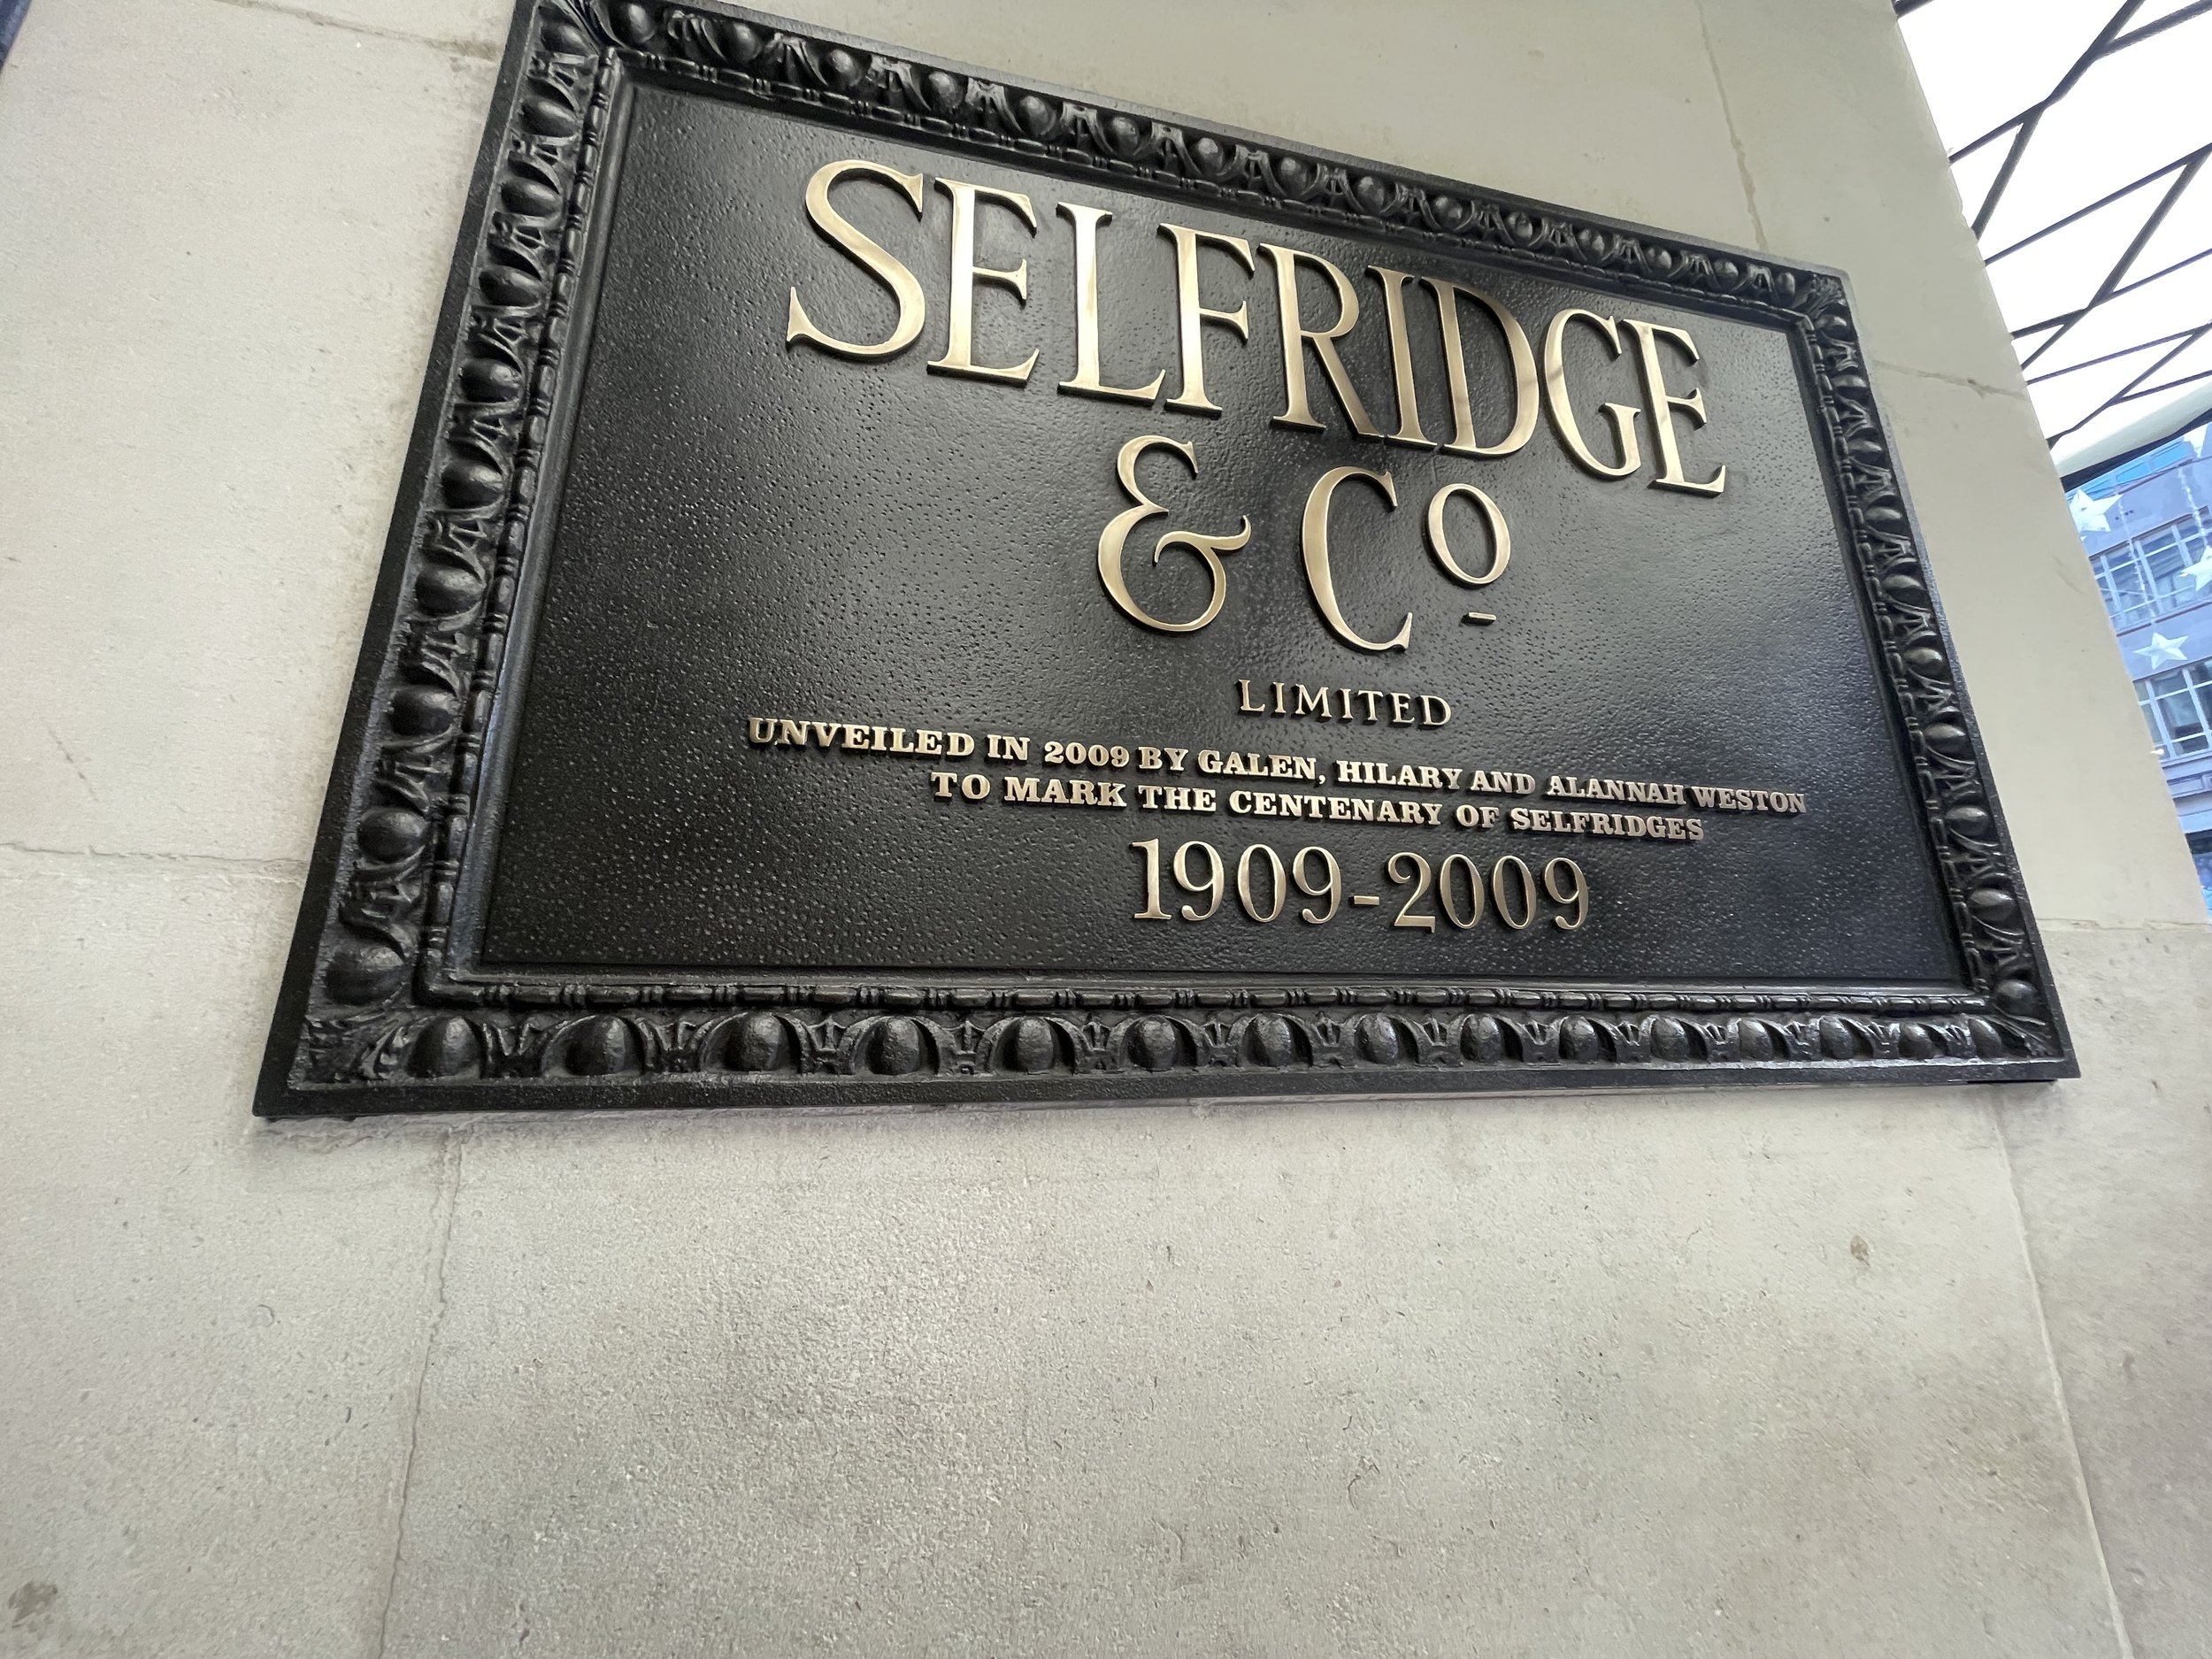 SELFRIDGE
& Co
LIMITED
UNVEILED IN 2009 BY GALEN, HILARY AND ALANNAH WESTON
TO MARK THE CENTENARY OF SELFRIDGES
1909-2009